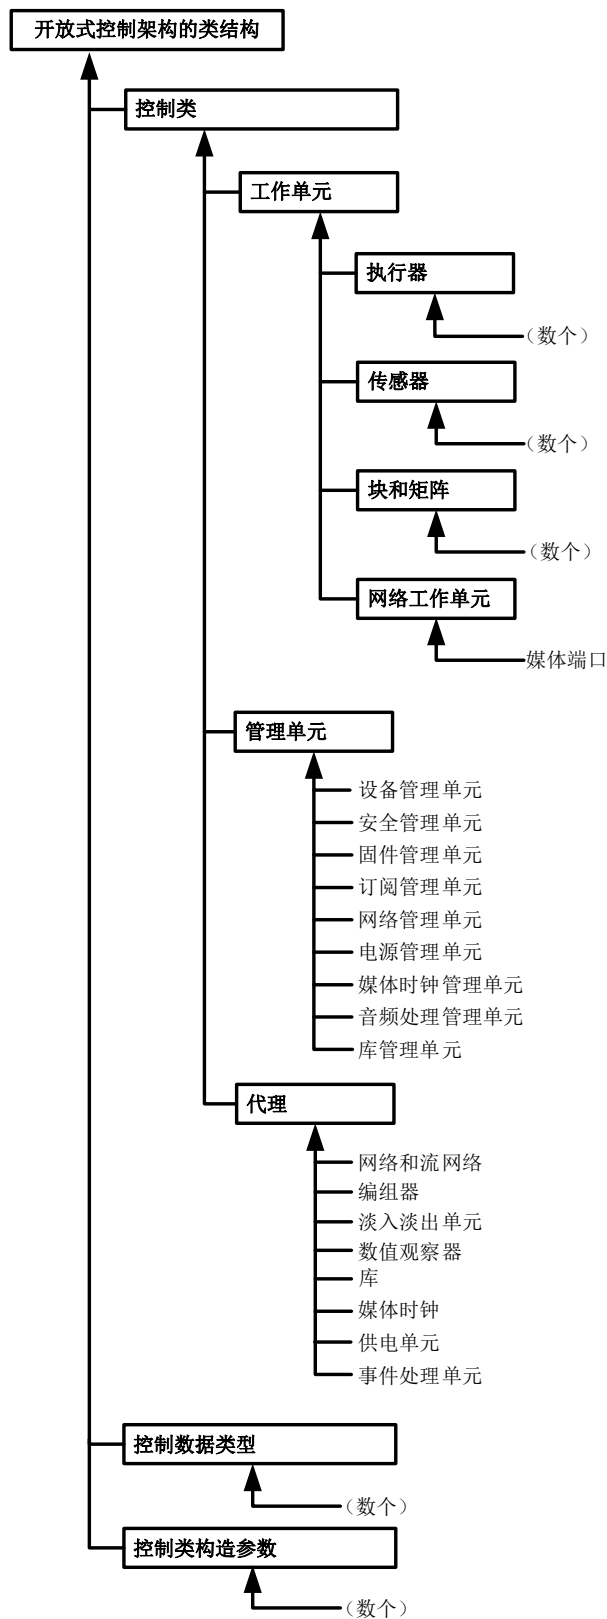 开放式控制架构的类结构
控制类
工作单元
执行器
（数个）
传感器
（数个）
块和矩阵
（数个）
网络工作单元
媒体端口
管理单元
设备管理单元
安全管理单元
固件管理单元
订阅管理单元
网络管理单元
电源管理单元
媒体时钟管理单元
音频处理管理单元
库管理单元
代理
网络和流网络
编组器
淡入淡出单元
数值观察器
库
媒体时钟
供电单元
事件处理单元
控制数据类型
（数个）
控制类构造参数
（数个）